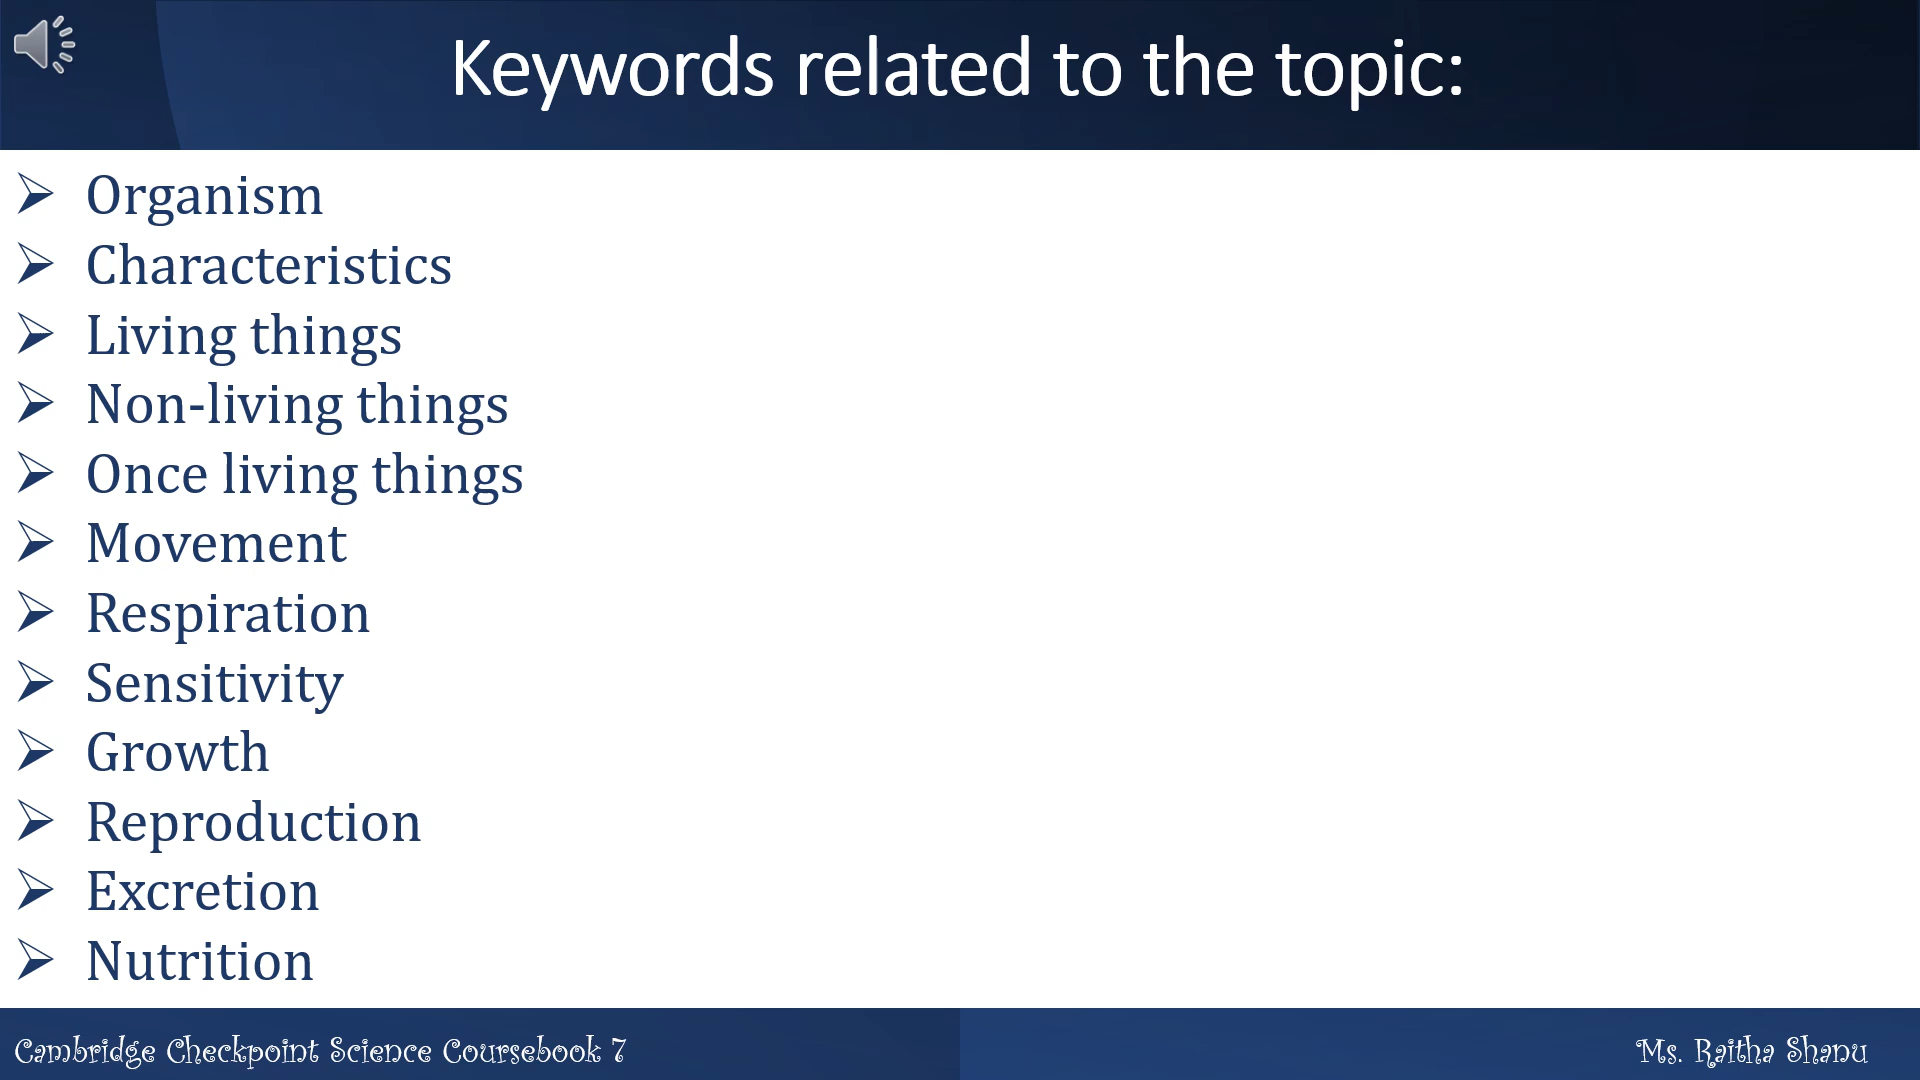 Keywords related to the topic:
Organism
Characteristics
Living things
Non-living things
Once living things
Movement
Respiration
Sensitivity
Growth
Reproduction
Excretion
Nutrition
Cambridge Checkpoint Science Coursebook 7
Ms. Raitha Shanu